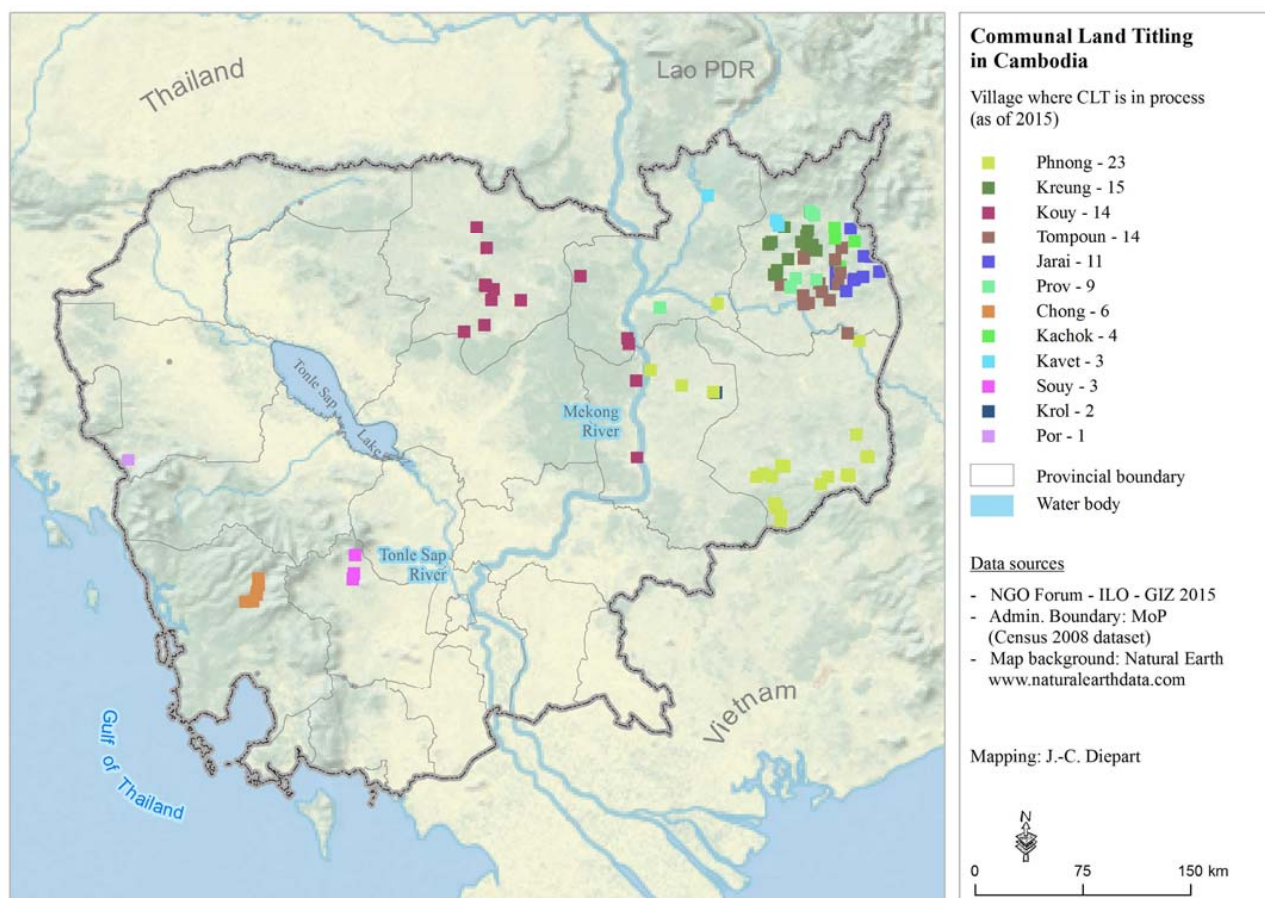 Thailand
Lao PDR
Tonle Sap
Lake
Mekong
River
Tonle Sap
River
Vietnam
Gulf of Thailand
Communal Land Titling
in Cambodia
Village where CLT is in process
(as of 2015)
Phnong - 23
Kreung - 15
Kouy - 14
Tompoun - 14
Jarai - 11
Prov - 9
Chong - 6
Kachok - 4
Kavet - 3
Souy - 3
Krol - 2
Por - 1
Provincial boundary
Water body
Data sources
- NGO Forum - ILO - GIZ 2015
- Admin. Boundary: MoP
(Census 2008 dataset)
- Map background: Natural Earth
www.naturalearthdata.com
Mapping: J.-C. Diepart
N
0 75 150 km